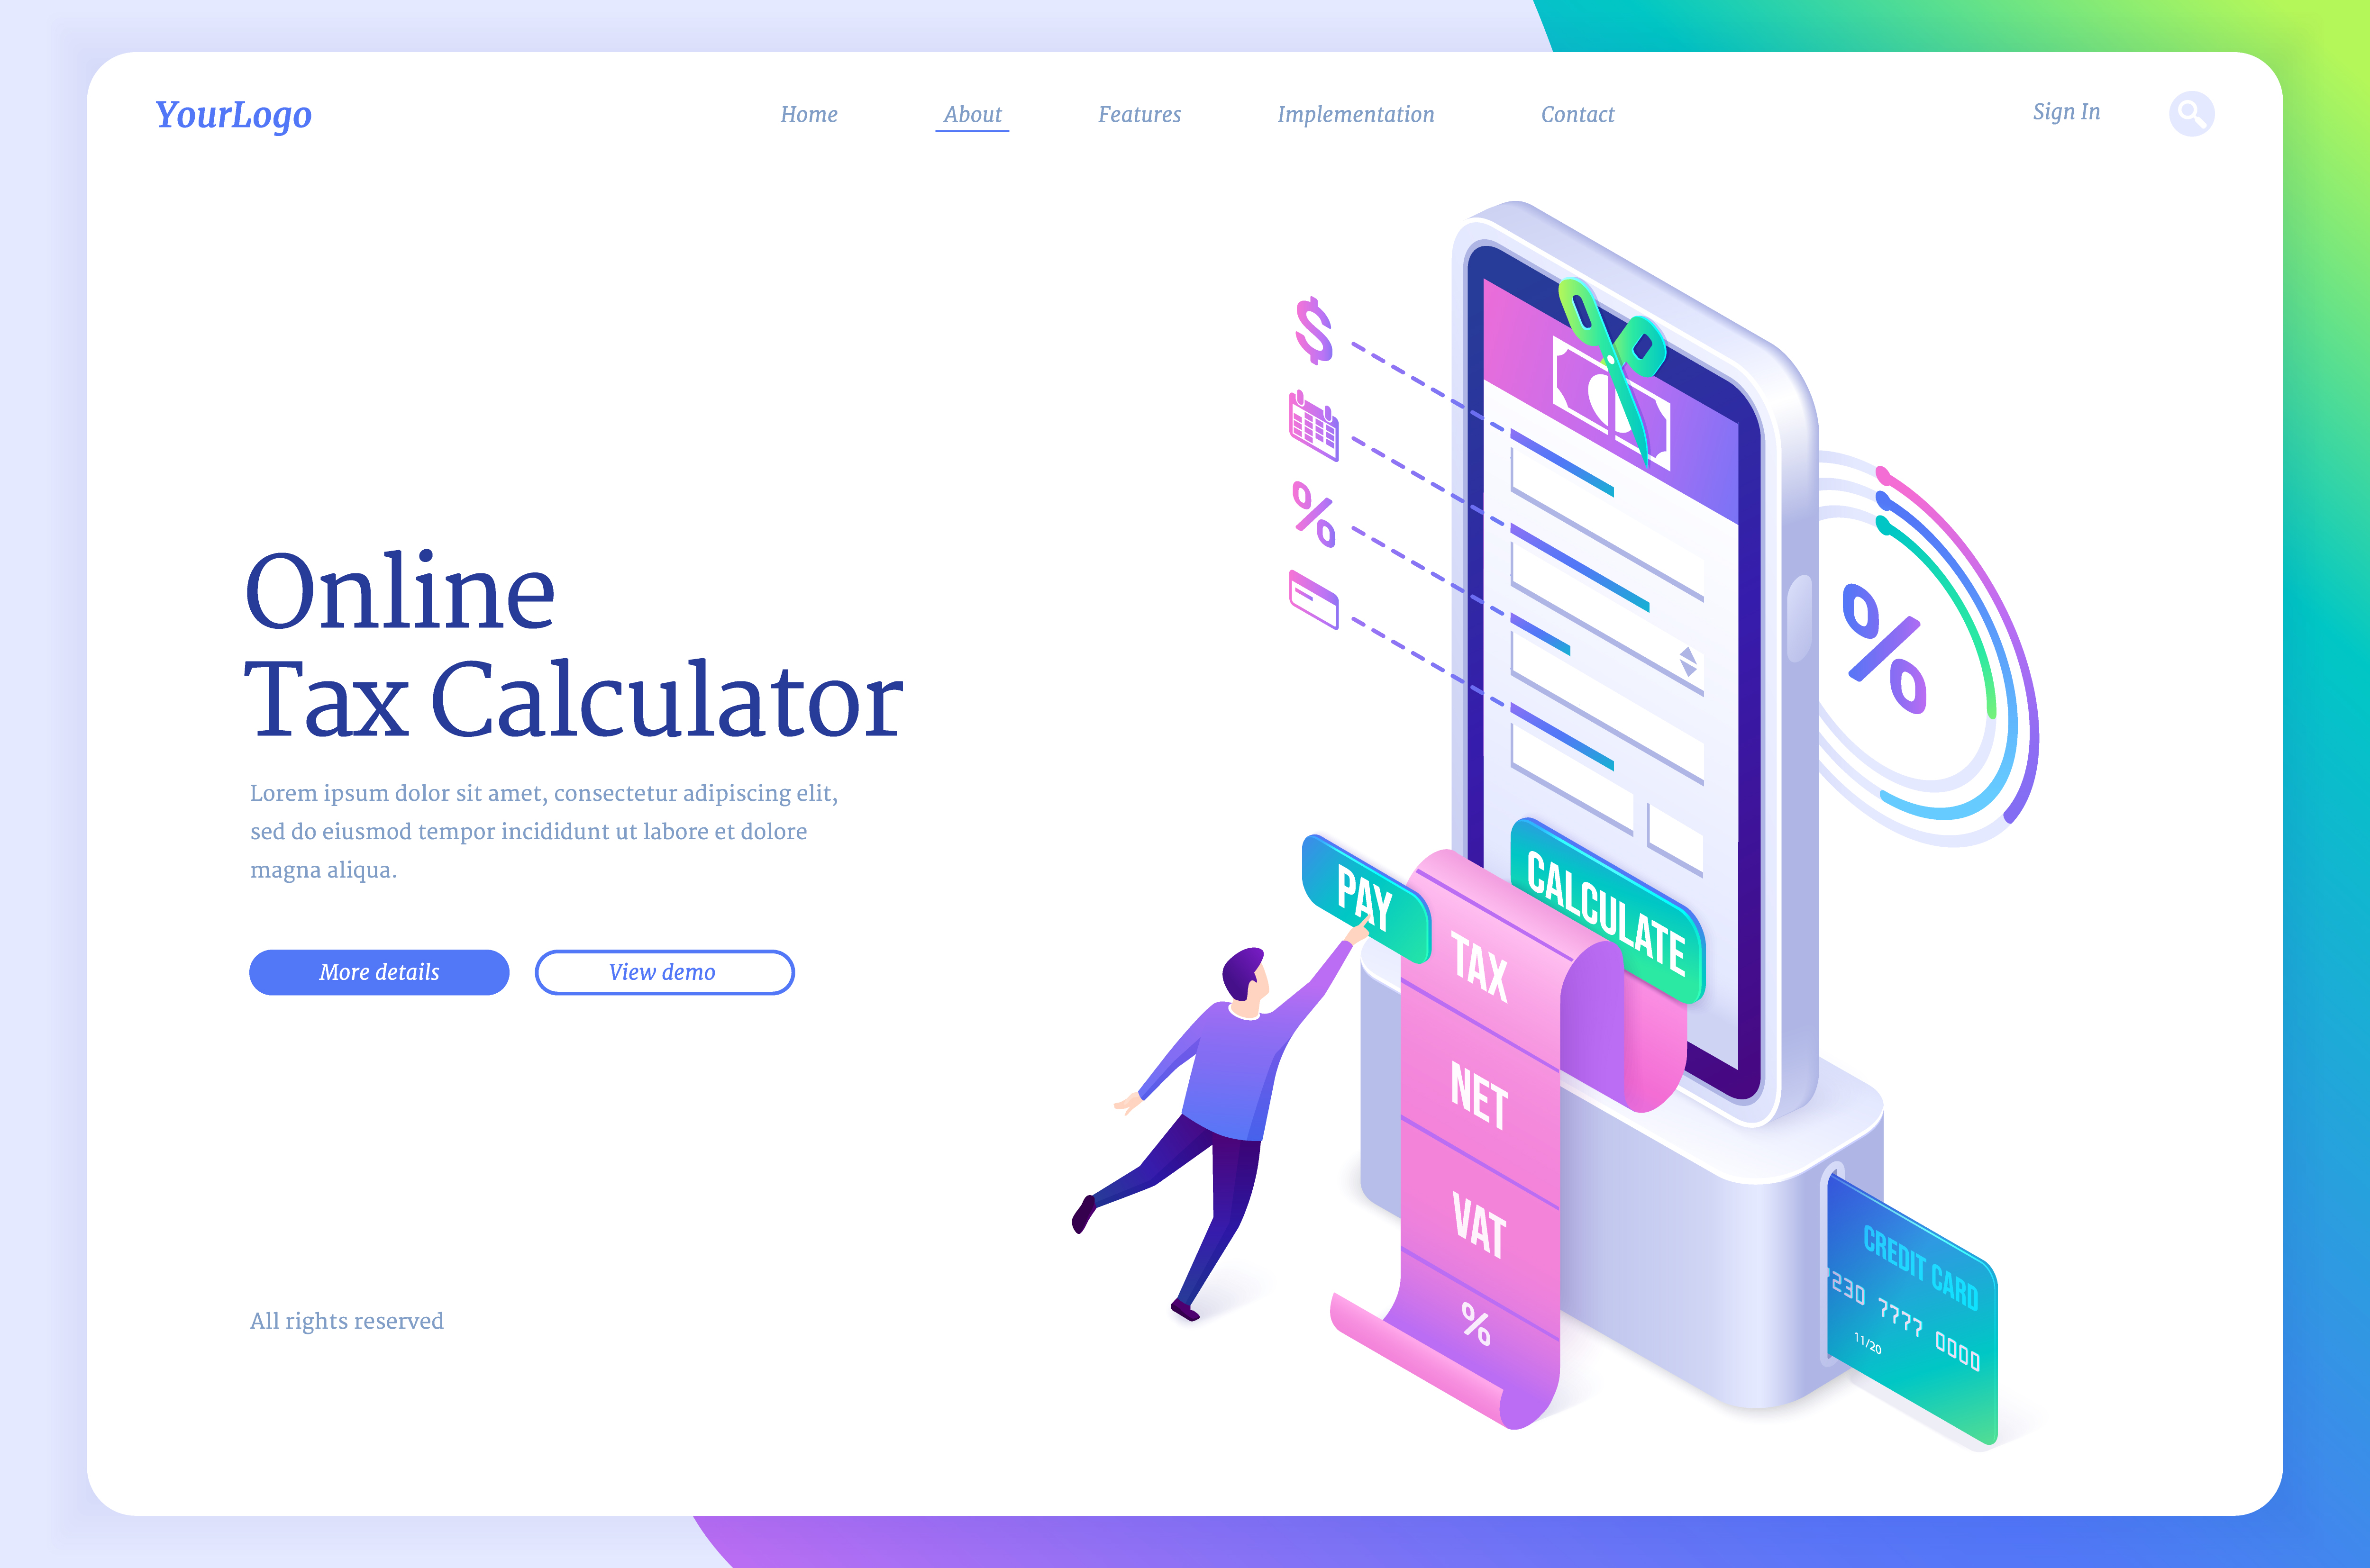 YourLogo
Home
About
Features
Implementation
Contact
Sign In
Online
Tax Calculator
Lorem ipsum dolor sit amet, consectetur adipiscing elit,
sed do eiusmod tempor incididunt ut labore et dolore
magna aliqua.
More details
View demo
All rights reserved
$
%
%
PAY
CALCULATE
TAX
NET
VAT
%
CREDIT CARD
230 7777 0000
11/20